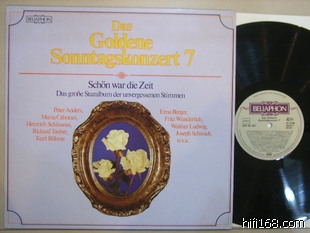 BELLAPHON
Das
Goldene
Sonntagskonzert 7
Schön war die Zeit
Das große Staralbum der unvergessenen Stimmen
Peter Anders,
Maria Cebotari,
Heinrich Schlusnus,
Richard Tauber,
Kurt Böhme
Erna Berger,
Fritz Wunderlich,
Walther Ludwig,
Joseph Schmidt,
u.v.a.
BELLAPHON
hifi168.com